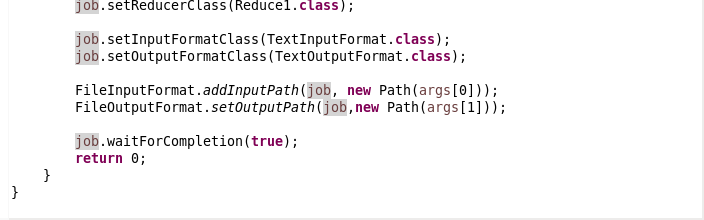 job.setReducerClass(Reduce1.class);
job.setInputFormatClass(TextInputFormat.class);
job.setOutputFormatClass(TextOutputFormat.class);
FileInputFormat.addInputPath(job, new Path(args[0]));
FileOutputFormat.setOutputPath(job,new Path(args[1]));
job.waitForCompletion(true);
return 0;
}
}